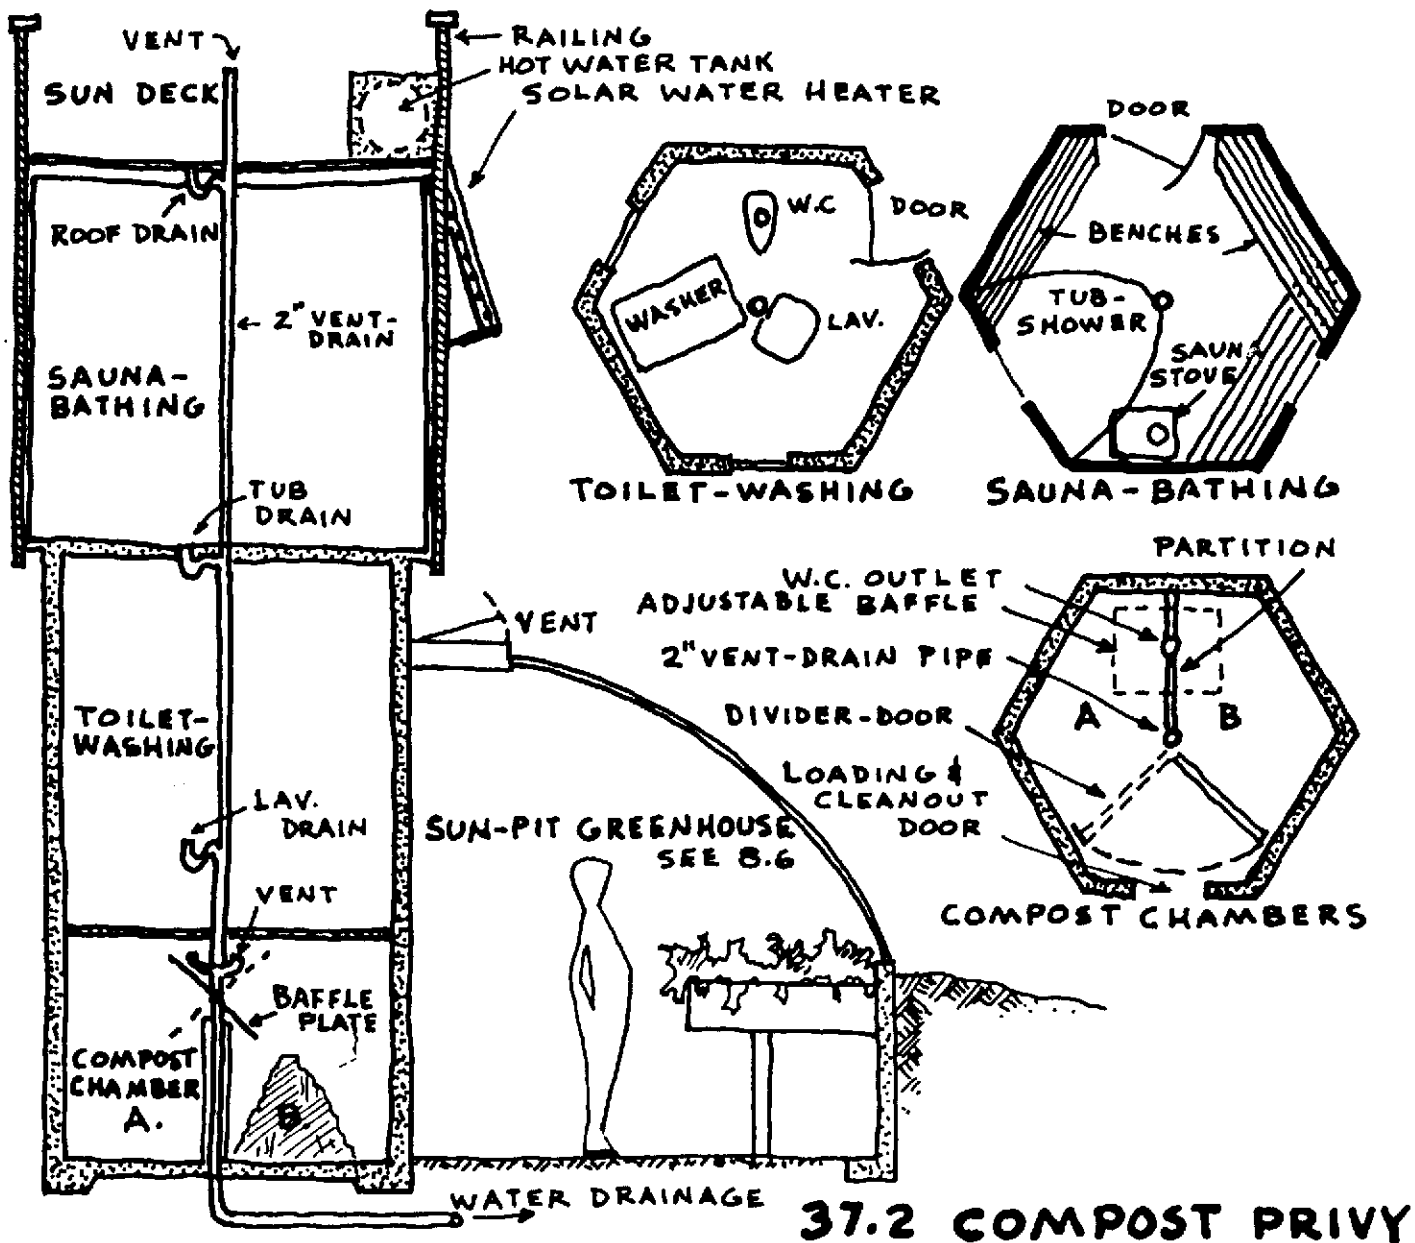 VENT
SUN DECK
RAILING
HOT WATER TANK
SOLAR WATER HEATER
ROOF DRAIN
2" VENT-
DRAIN
SAUNA-
BATHING
TUB
DRAIN
W.C
DOOR
WASHER
LAV.
TOILET-WASHING
DOOR
BENCHES
TUB-
SHOWER
SAUN
STOVE
SAUNA-BATHING
VENT
TOILET-
WASHING
LAV.
DRAIN
SUN-PIT GREENHOUSE
SEE 8.6
VENT
BAFFLE
PLATE
COMPOST
CHAMBER
A.
B
PARTITION
W.C. OUTLET
ADJUSTABLE BAFFLE
2" VENT-DRAIN PIPE
DIVIDER-DOOR
A
B
LOADING &
CLEANOUT
DOOR
COMPOST CHAMBERS
WATER DRAINAGE
37.2 COMPOST PRIVY